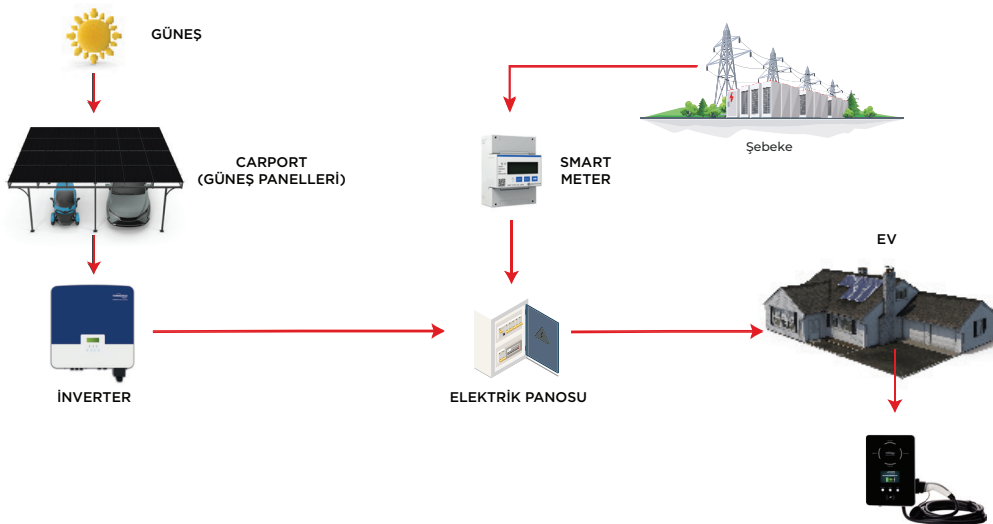 GÜNEŞ
CARPORT
(GÜNEŞ PANELLERİ)
SMART
METER
Şebeke
EV
İNVERTER
ELEKTRİK PANOSU